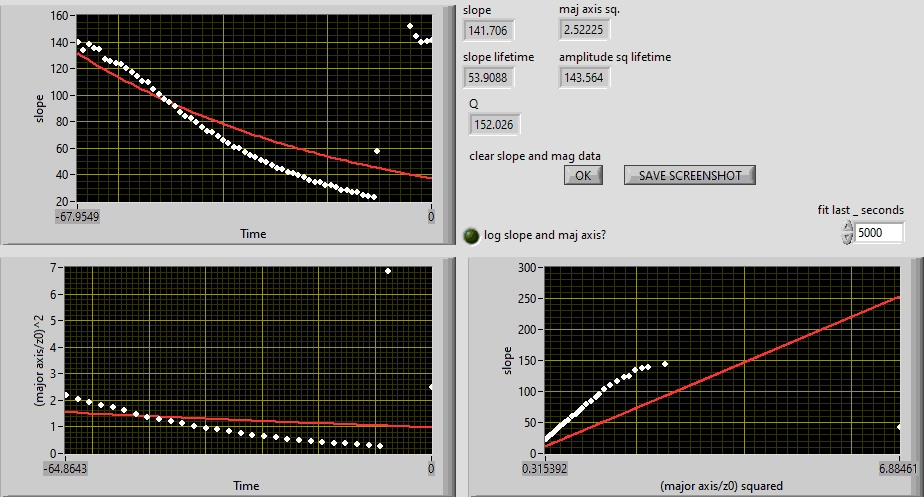 160
140
120
100
80
60
40
20
slope
-67.9549
0
Time
slope
141.706
maj axis sq.
2.52225
slope lifetime
53.9088
amplitude sq lifetime
143.564
Q
152.026
clear slope and mag data
OK
SAVE SCREENSHOT
fit last _ seconds
5000
log slope and maj axis?
7
6
5
4
3
2
1
0
(major axis/z0)^2
-64.8643
0
Time
300
250
200
150
100
50
0
slope
0.315392
6.88461
(major axis/z0) squared